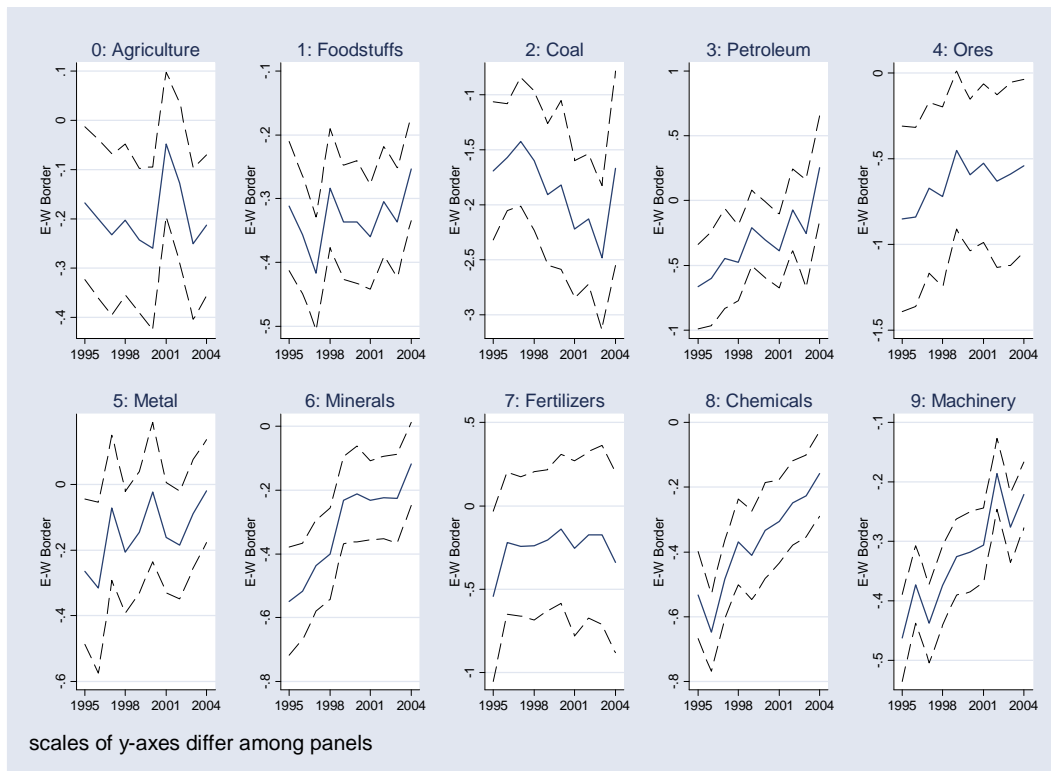 0: Agriculture
E-W Border
.1
0
-.1
-.2
-.3
-.4
1995 1998 2001 2004
1: Foodstuffs
E-W Border
-.1
-.2
-.3
-.4
-.5
1995 1998 2001 2004
2: Coal
E-W Border
-1
-1.5
-2
-2.5
-3
1995 1998 2001 2004
3: Petroleum
E-W Border
1
.5
0
-.5
-1
1995 1998 2001 2004
4: Ores
E-W Border
0
-.5
-1
-1.5
1995 1998 2001 2004
5: Metal
E-W Border
0
-.2
-.4
-.6
1995 1998 2001 2004
6: Minerals
E-W Border
0
-.2
-.4
-.6
-.8
1995 1998 2001 2004
7: Fertilizers
E-W Border
.5
0
-.5
-1
1995 1998 2001 2004
8: Chemicals
E-W Border
0
-.2
-.4
-.6
-.8
1995 1998 2001 2004
9: Machinery
E-W Border
-.1
-.2
-.3
-.4
-.5
1995 1998 2001 2004
scales of y-axes differ among panels